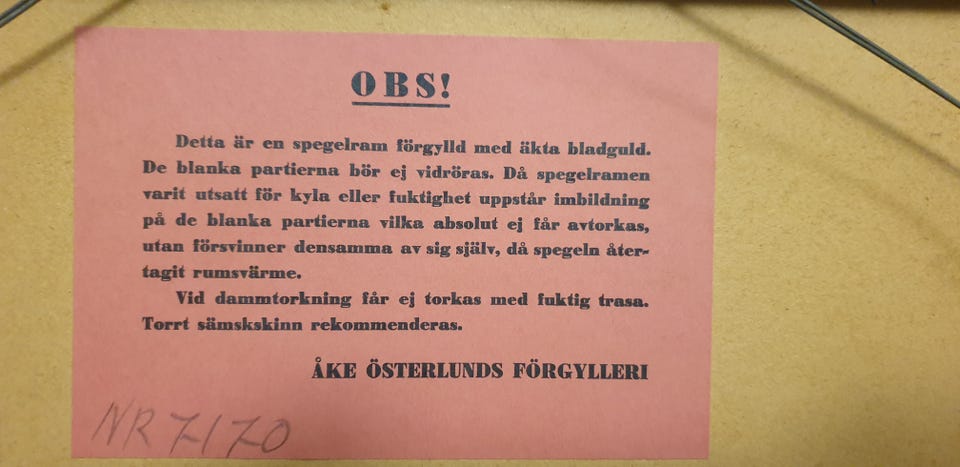 OBS!
Detta är en spegelram förgylld med äkta bladguld.
De blanka partierna bör ej vidröras. Då spegelramen
varit utsatt för kyla eller fuktighet uppstår imbildning
på de blanka partierna vilka absolut ej får avtorkas,
utan försvinner densamma av sig själv, då spegeln åter-
tagit rumsvärme.
Vid dammtorkning får ej torkas med fuktig trasa.
Torrt sämskskinn rekommenderas.
ÅKE ÖSTERLUNDS FÖRGYLLERI
NR 7170